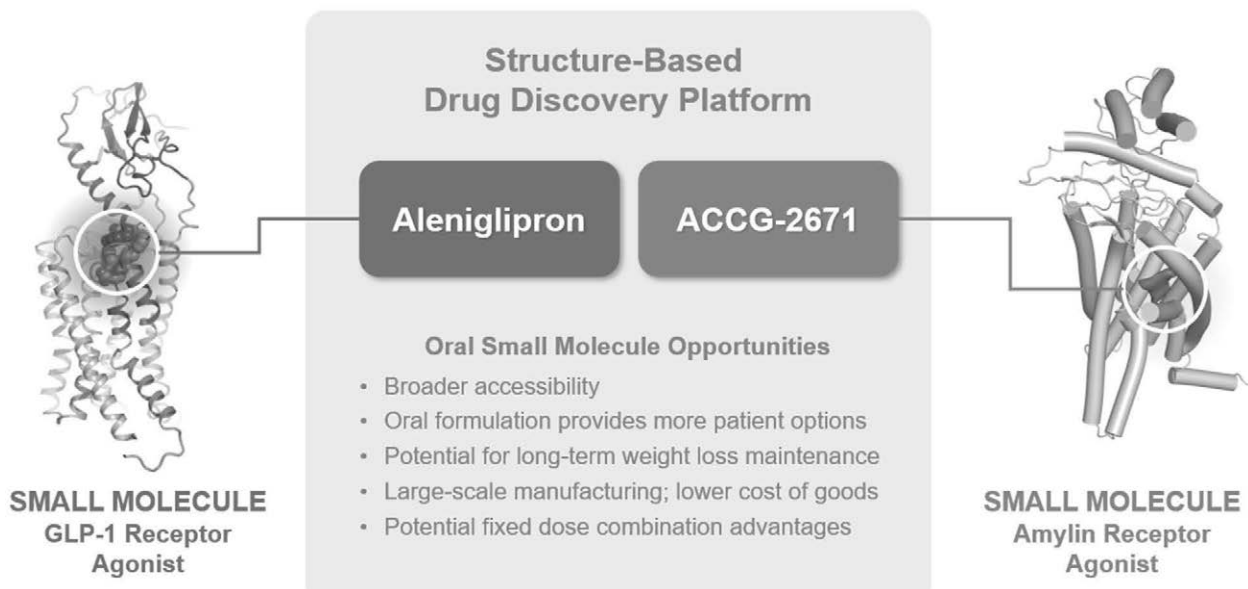 Structure-Based
Drug Discovery Platform
Aleniglipron
ACCG-2671
Oral Small Molecule Opportunities
• Broader accessibility
• Oral formulation provides more patient options
• Potential for long-term weight loss maintenance
• Large-scale manufacturing; lower cost of goods
• Potential fixed dose combination advantages
SMALL MOLECULE
GLP-1 Receptor
Agonist
SMALL MOLECULE
Amylin Receptor
Agonist